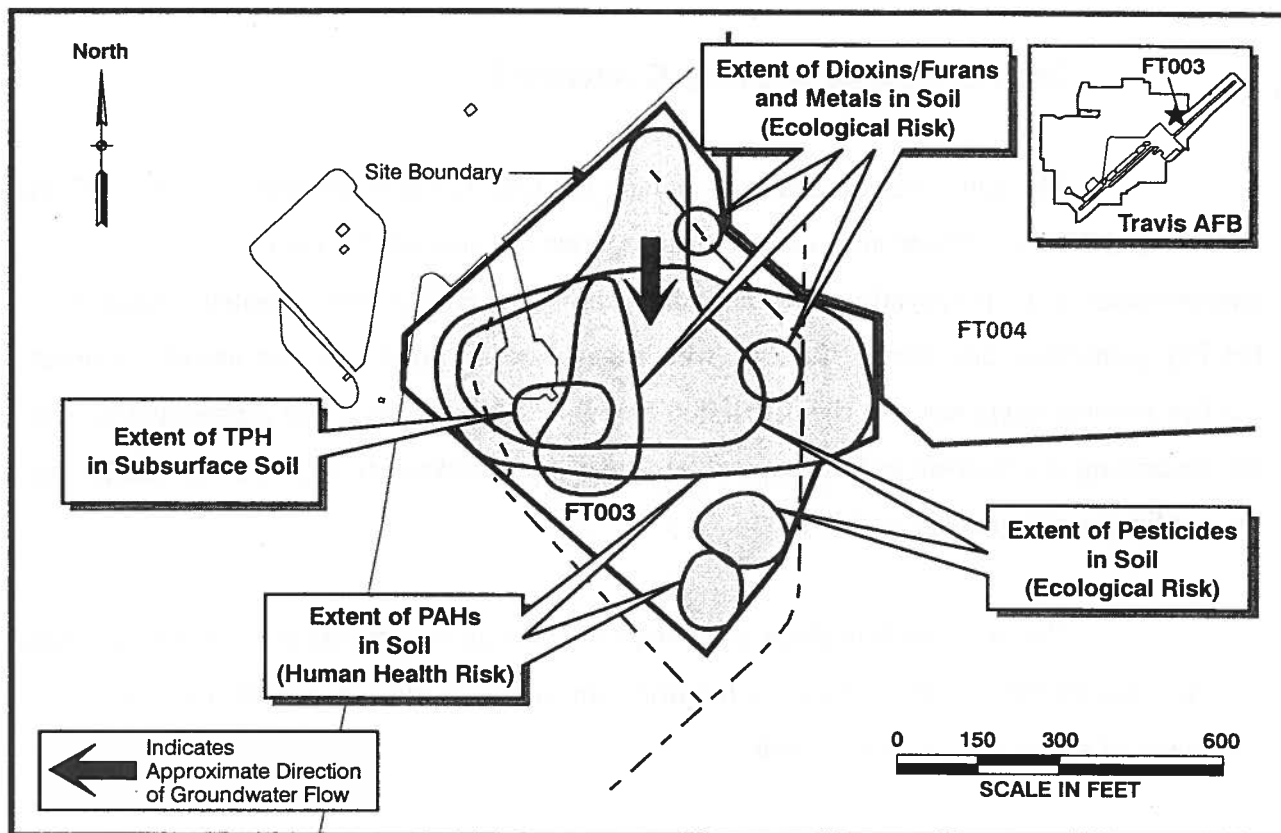 North
Site Boundary
Extent of Dioxins/Furans
and Metals in Soil
(Ecological Risk)
FT003
Travis AFB
FT004
Extent of TPH
in Subsurface Soil
FT003
Extent of Pesticides
in Soil
(Ecological Risk)
Extent of PAHs
in Soil
(Human Health Risk)
Indicates
Approximate Direction
of Groundwater Flow
0 150 300 600
SCALE IN FEET